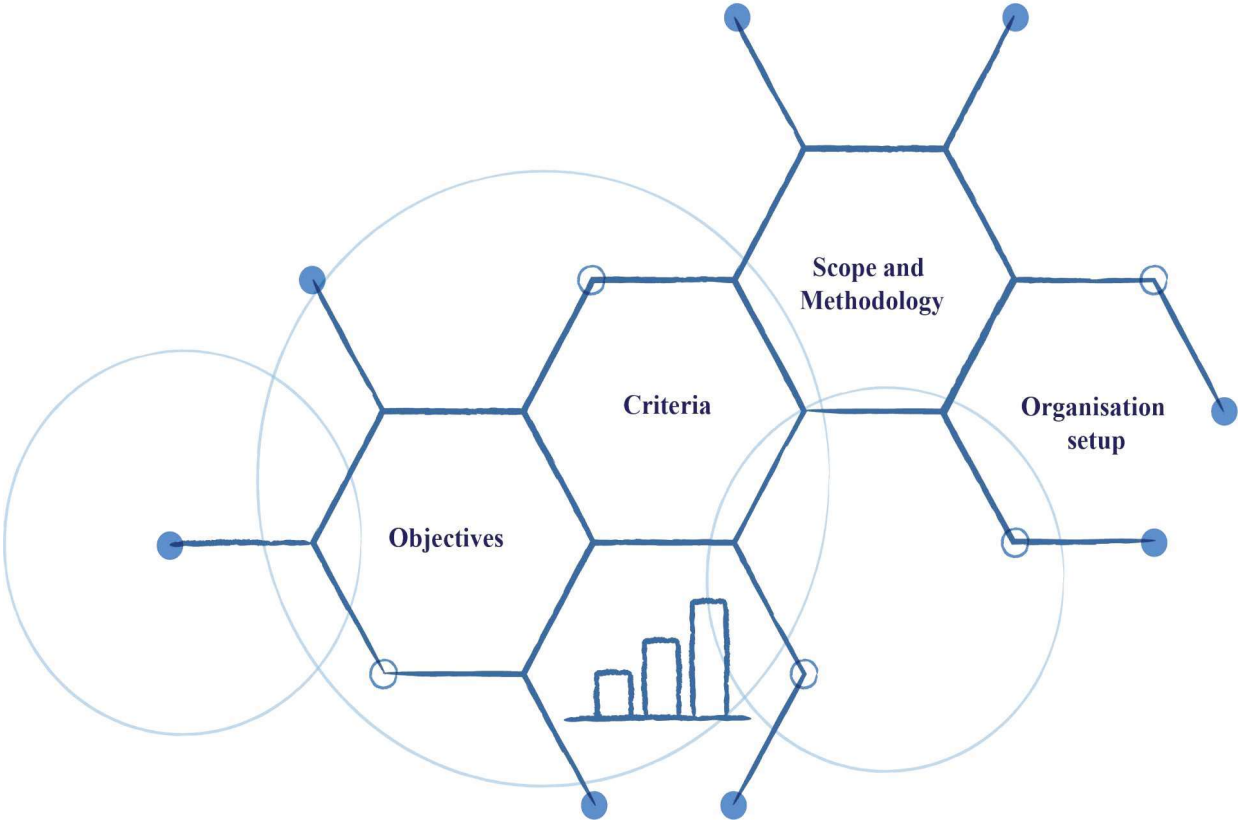 Scope and
Methodology
Criteria
Organisation
setup
Objectives